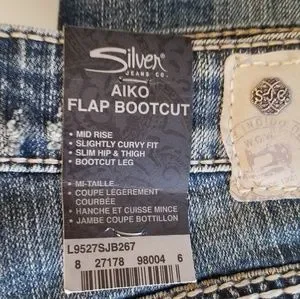 Silver
JEANS CO.
AIKO
FLAP BOOTCUT
• MID RISE
• SLIGHTLY CURVY FIT
• SLIM HIP & THIGH
• BOOTCUT LEG
• MI-TAILLE
• COUPE LÉGÈREMENT
COURBÉE
• HANCHE ET CUISSE MINCE
• JAMBE COUPE BOTTILLON
L9527SJB267
8 27178 98004 6